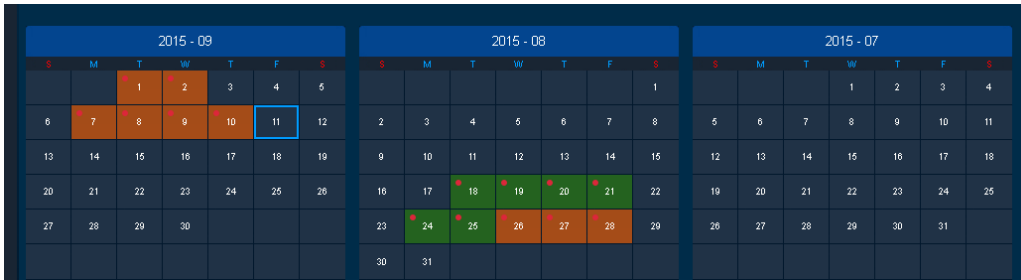 2015 - 09
S M T W T F S
1 2 3 4 5
6 7 8 9 10 11 12
13 14 15 16 17 18 19
20 21 22 23 24 25 26
27 28 29 30
2015 - 08
S M T W T F S
1
2 3 4 5 6 7 8
9 10 11 12 13 14 15
16 17 18 19 20 21 22
23 24 25 26 27 28 29
30 31
2015 - 07
S M T W T F S
1 2 3 4
5 6 7 8 9 10 11
12 13 14 15 16 17 18
19 20 21 22 23 24 25
26 27 28 29 30 31